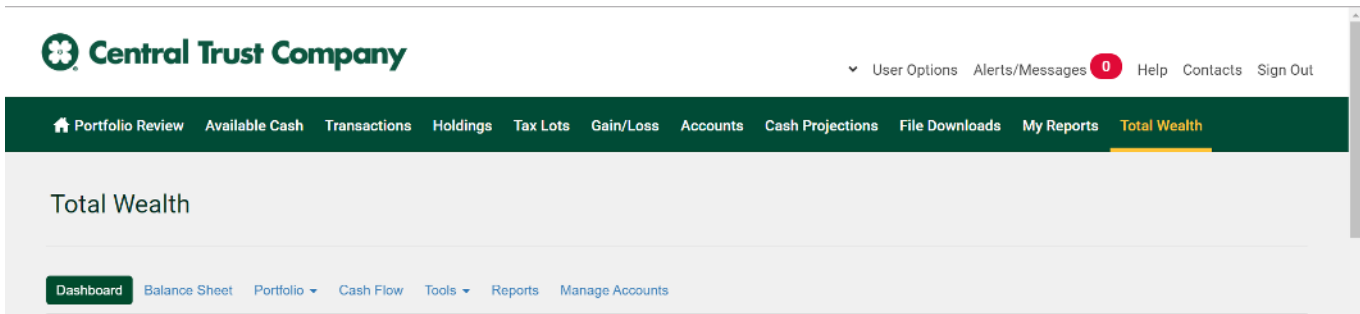 Central Trust Company
User Options Alerts/Messages 0 Help Contacts Sign Out
Portfolio Review Available Cash Transactions Holdings Tax Lots Gain/Loss Accounts Cash Projections File Downloads My Reports Total Wealth
Total Wealth
Dashboard Balance Sheet Portfolio Cash Flow Tools Reports Manage Accounts